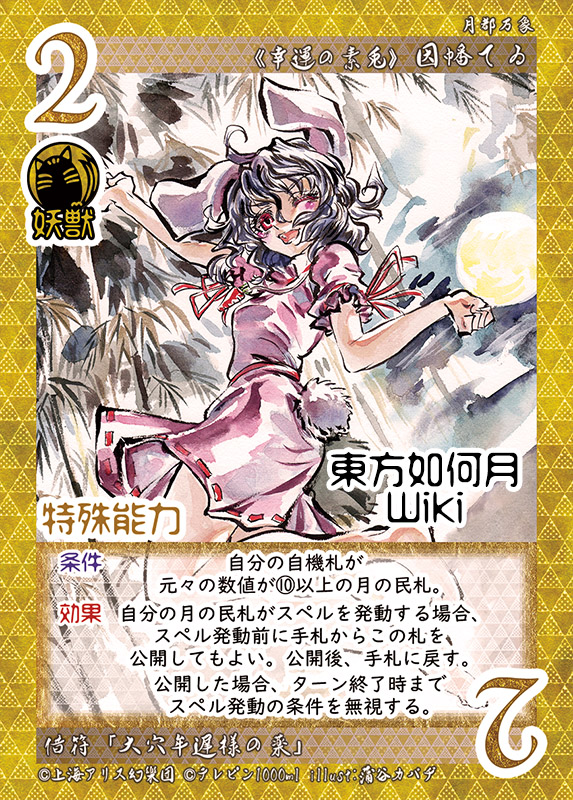 月都万象
2
《幸運の素兎》 因幡てゐ
妖獣
東方如何月
Wiki
特殊能力
条件 自分の自機札が
元々の数値が⑩以上の月の民札。
効果 自分の月の民札がスペルを発動する場合、
スペル発動前に手札からこの札を、
公開してもよい。公開後、手札に戻す。
公開した場合、ターン終了時まで
スペル発動の条件を無視する。
2
借符 「大穴牟遅様の薬」
©上海アリス幻樂団 ©テレピン1000ml illust:蒲谷カバヂ